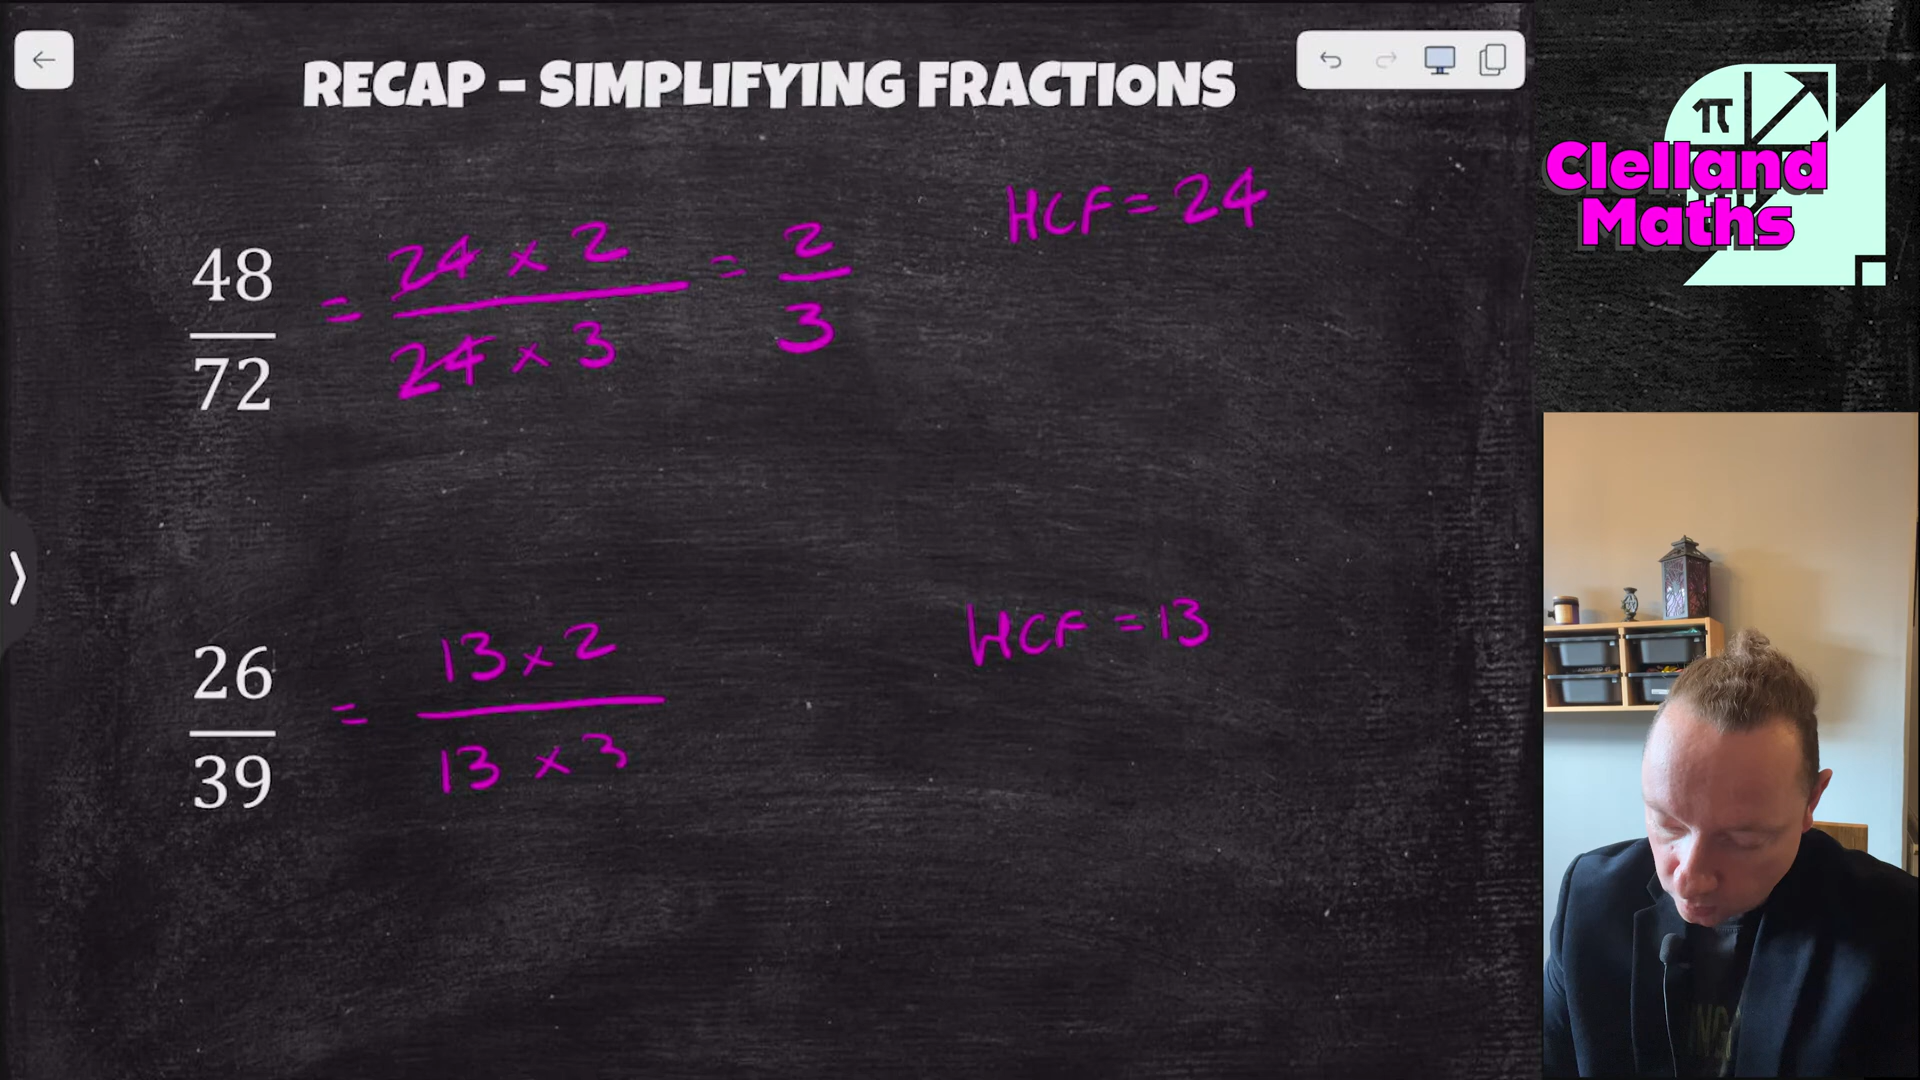 RECAP – SIMPLIFYING FRACTIONS
π
Clelland
Maths
HCF = 24
48/72 = 24 × 2/24 × 3 = 2/3
HCF = 13
26/39 = 13 × 2/13 × 3